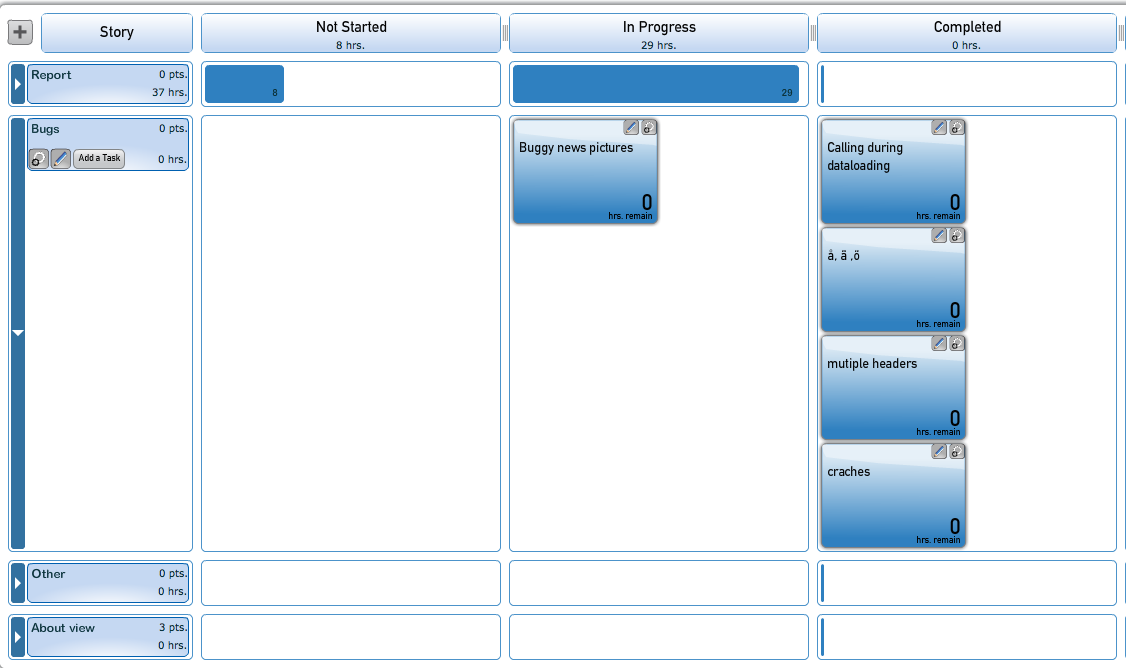 Story
Not Started
8 hrs.
In Progress
29 hrs.
Completed
0 hrs.
Report
0 pts.
37 hrs.
8
29
Bugs
0 pts.
Add a Task
0 hrs.
Buggy news pictures
0
hrs. remain
Calling during
dataloading
0
hrs. remain
å, ä ,ö
0
hrs. remain
mutiple headers
0
hrs. remain
craches
0
hrs. remain
Other
0 pts.
0 hrs.
About view
3 pts.
0 hrs.